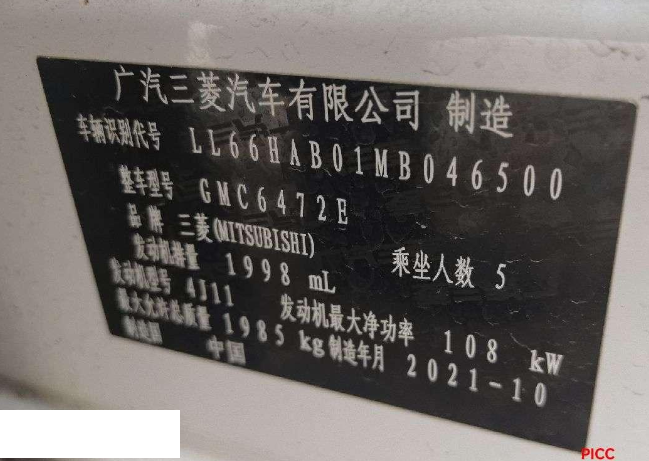 广汽三菱汽车有限公司 制造
车辆识别代号 LL66HAB01MB046500
整车型号 GMC6472E
品牌 三菱(MITSUBISHI)
发动机排量 1998 mL 乘坐人数 5
发动机型号 4J11 发动机最大净功率 108 kW
最大允许总质量 1985 kg 制造年月 2021-10
制造国 中国
PICC